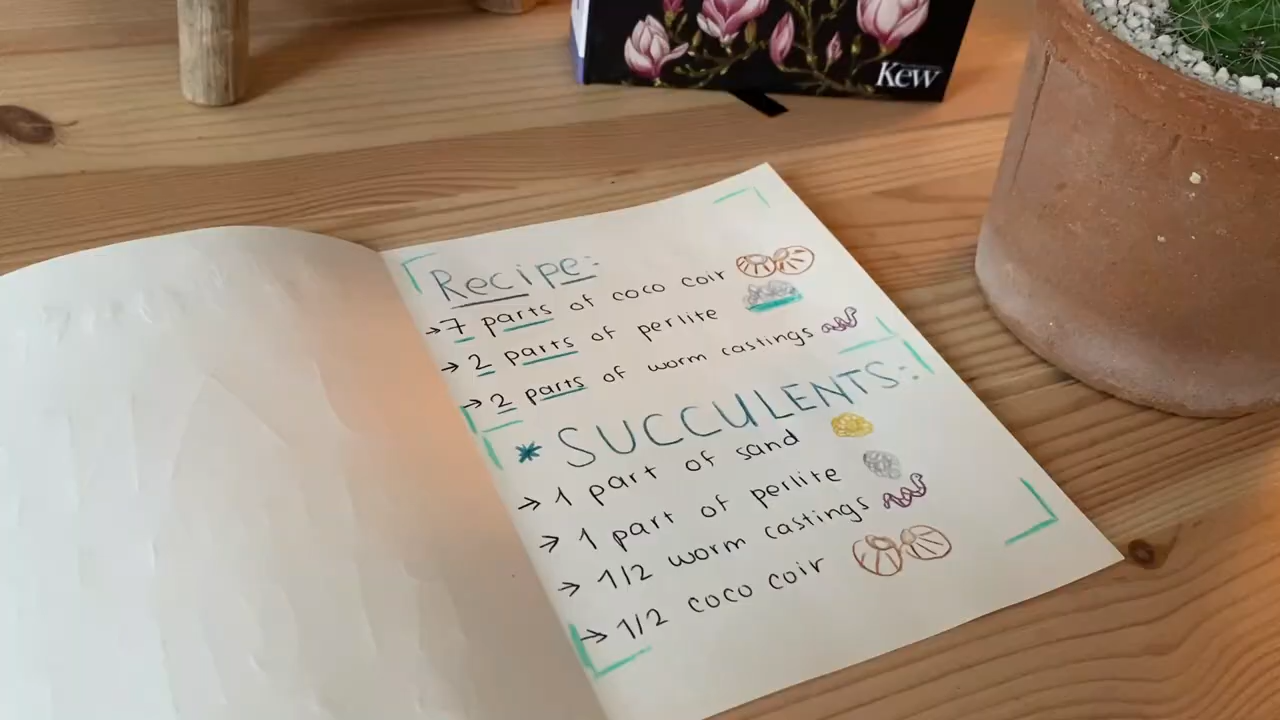 Kew
Recipe:
→ 7 parts of coco coir
→ 2 parts of perlite
→ 2 parts of worm castings
* SUCCULENTS:
→ 1 part of sand
→ 1 part of perlite
→ 1/2 worm castings
→ 1/2 coco coir